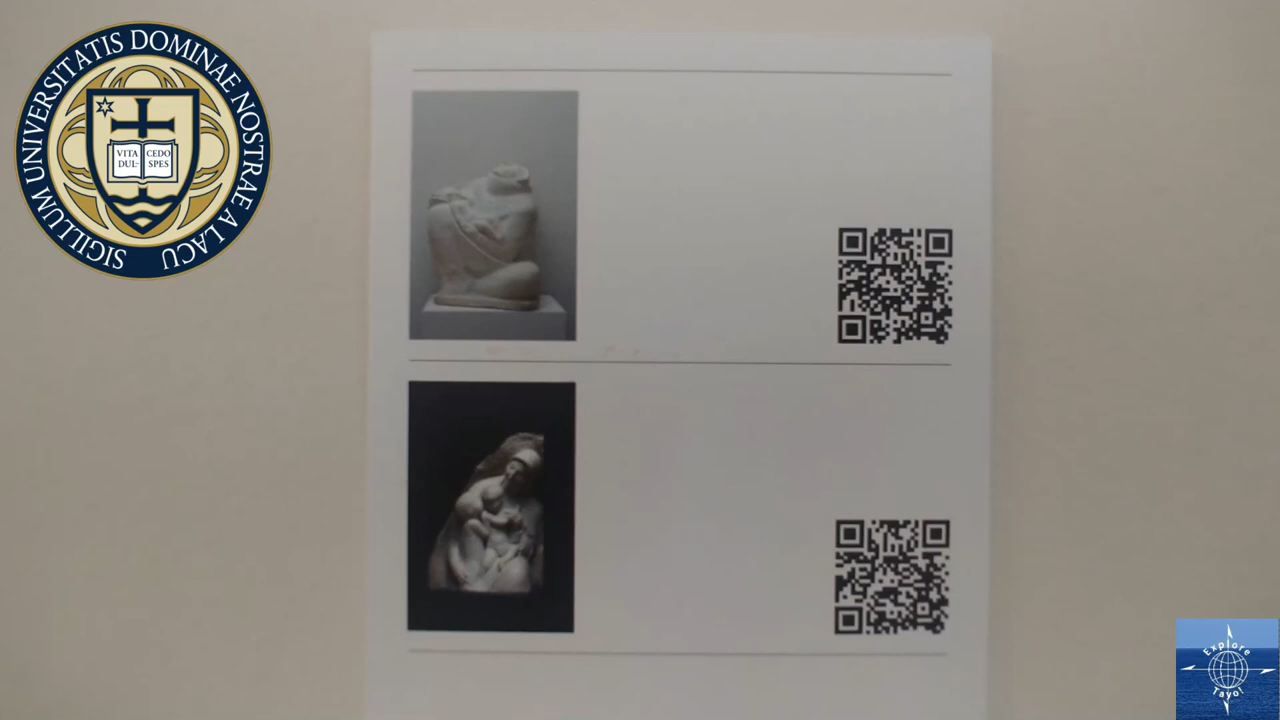 SIGILLUM UNIVERSITATIS DOMINAE NOSTRAE A LACU
VITA CEDO
DUL- SPES
Explore
Tayo!